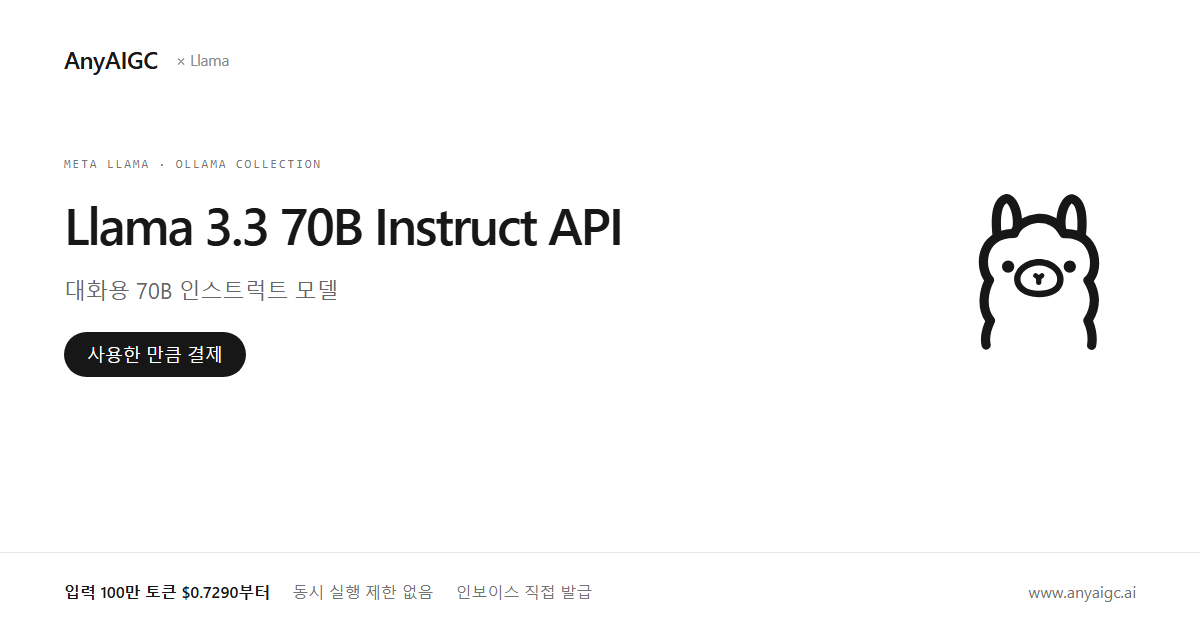 AnyAIGC × Llama
META LLAMA · OLLAMA COLLECTION
Llama 3.3 70B Instruct API
대화용 70B 인스트럭트 모델
사용한 만큼 결제
입력 100만 토큰 $0.7290부터 동시 실행 제한 없음 인보이스 직접 발급 www.anyaigc.ai